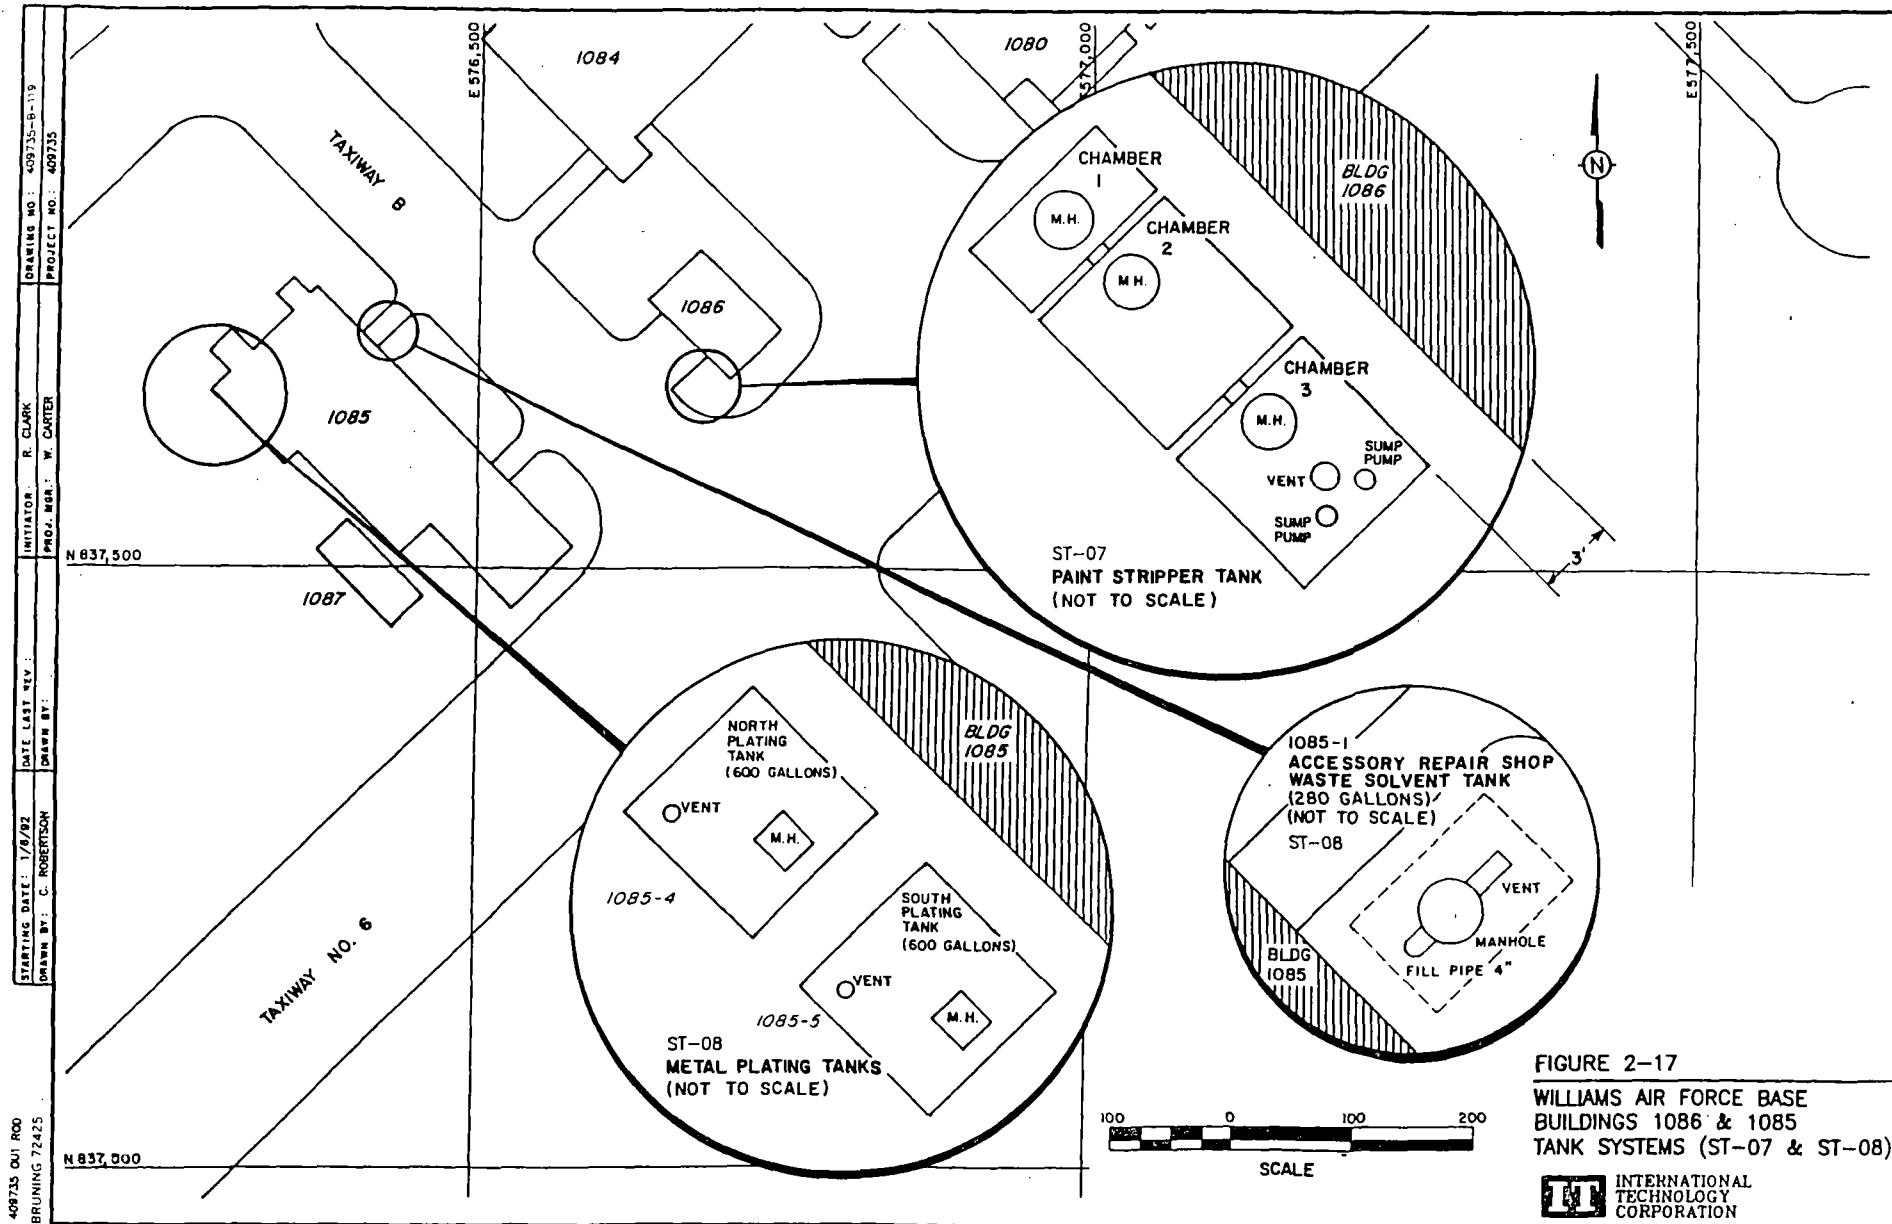 DRAWING NO.: 409735-B-119
PROJECT NO.: 409735
INITIATOR: R. CLARK
PROJ. MGR.: W. CARTER
DATE LAST REV.:
DRAWN BY:
STARTING DATE: 1/6/92
DRAWN BY: C. ROBERTSON
409735 OU1 ROD
BRUNING 72425
E 576,500
E 577,000
E 577,500
N 837,500
N 837,000
1084
1080
TAXIWAY B
1086
1085
1087
TAXIWAY NO. 6
N
CHAMBER
1
M.H.
CHAMBER
2
M.H.
CHAMBER
3
M.H.
SUMP
PUMP
VENT
SUMP
PUMP
BLDG
1086
3'
ST-07
PAINT STRIPPER TANK
(NOT TO SCALE)
NORTH
PLATING
TANK
(600 GALLONS)
VENT
M.H.
BLDG
1085
1085-4
SOUTH
PLATING
TANK
(600 GALLONS)
VENT
M.H.
1085-5
ST-08
METAL PLATING TANKS
(NOT TO SCALE)
1085-1
ACCESSORY REPAIR SHOP
WASTE SOLVENT TANK
(280 GALLONS)
(NOT TO SCALE)
ST-08
VENT
MANHOLE
FILL PIPE 4"
BLDG
1085
100 0 100 200
SCALE
FIGURE 2-17
WILLIAMS AIR FORCE BASE
BUILDINGS 1086 & 1085
TANK SYSTEMS (ST-07 & ST-08)
IT
INTERNATIONAL
TECHNOLOGY
CORPORATION